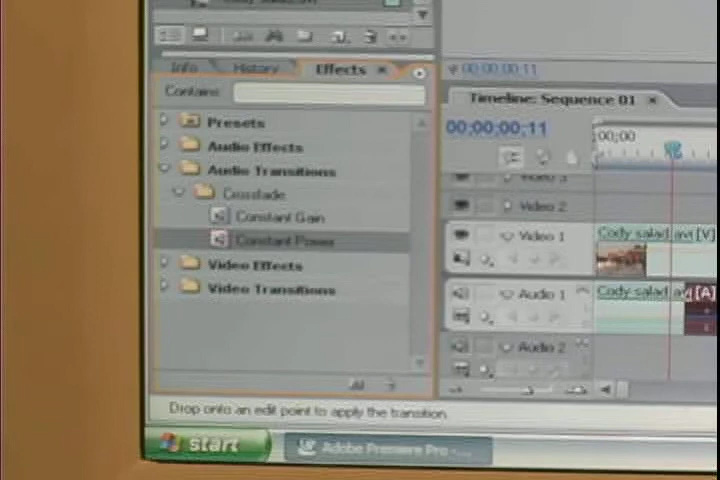 Info History Effects ×
Contains:
Presets
Audio Effects
Audio Transitions
Crossfade
Constant Gain
Constant Power
Video Effects
Video Transitions
00;00;00;11
Timeline: Sequence 01 ×
00;00;00;11
;00;00
Video 3
Video 2
Video 1
Cody salad.avi [V]
Audio 1
Cody salad.av [A]
Audio 2
Drop onto an edit point to apply the transition.
start
Adobe Premiere Pro -...